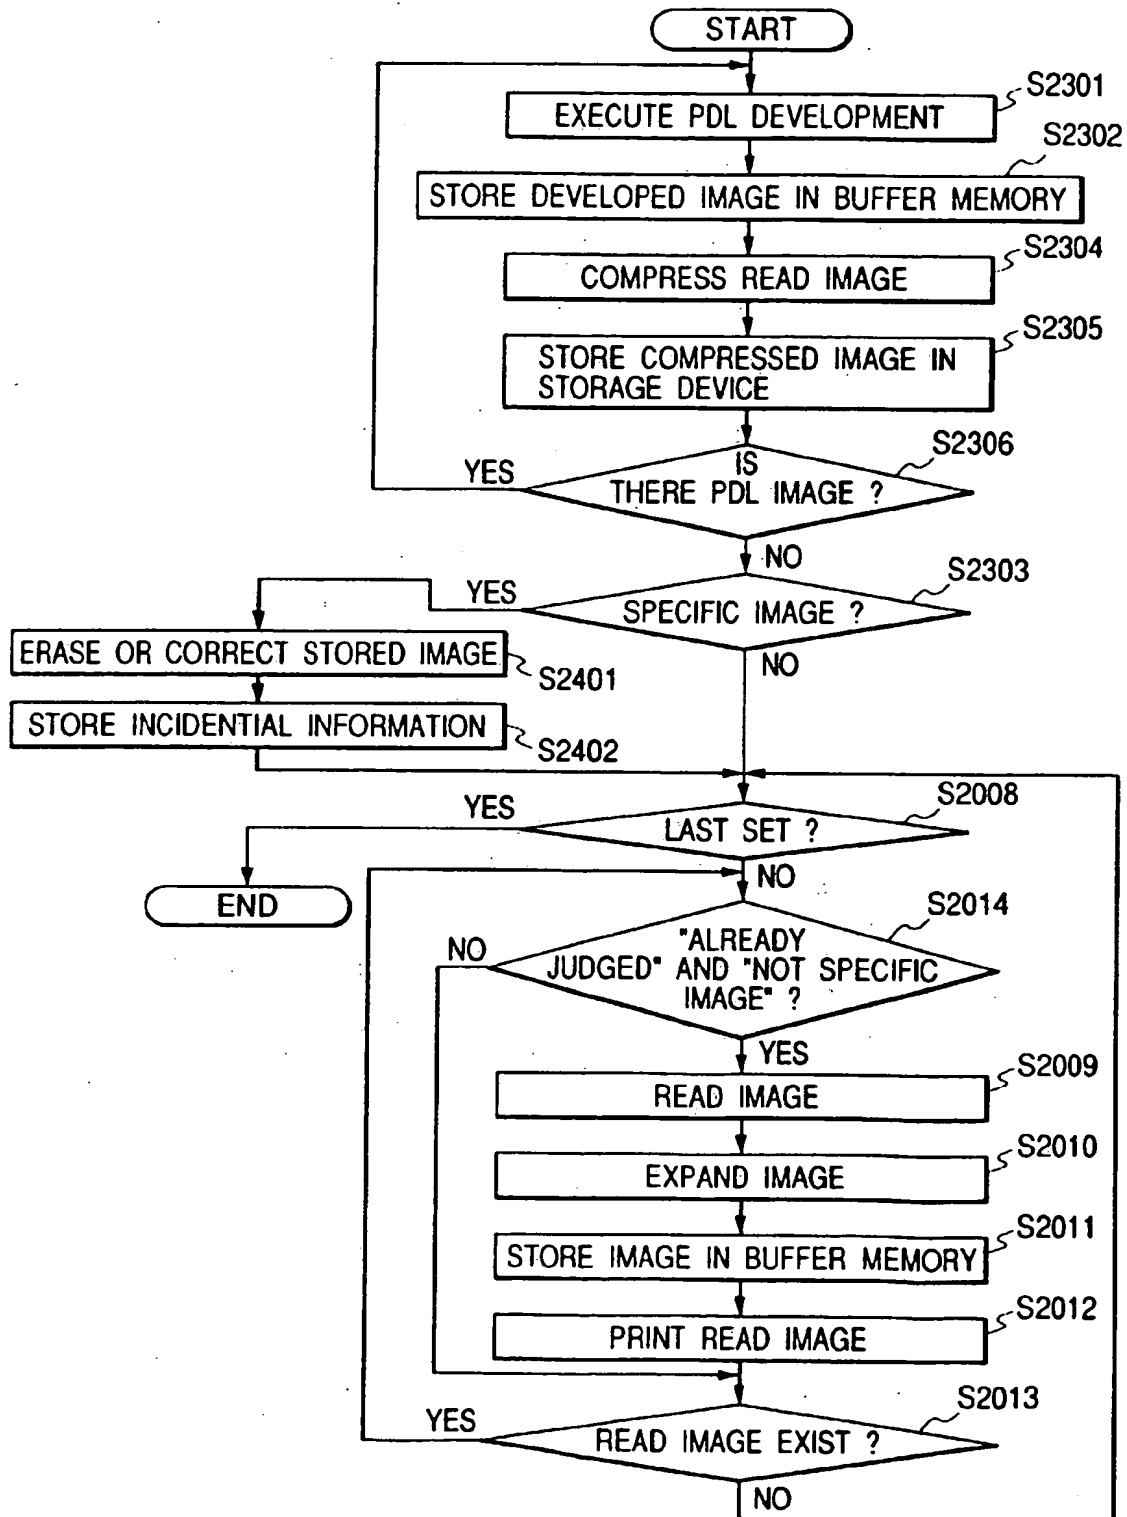 START
S2301
EXECUTE PDL DEVELOPMENT
S2302
STORE DEVELOPED IMAGE IN BUFFER MEMORY
S2304
COMPRESS READ IMAGE
S2305
STORE COMPRESSED IMAGE IN
STORAGE DEVICE
S2306
YES
IS
THERE PDL IMAGE ?
NO
S2303
YES
SPECIFIC IMAGE ?
NO
ERASE OR CORRECT STORED IMAGE
S2401
STORE INCIDENTIAL INFORMATION
S2402
S2008
YES
LAST SET ?
NO
END
S2014
NO
"ALREADY
JUDGED" AND "NOT SPECIFIC
IMAGE" ?
YES
S2009
READ IMAGE
S2010
EXPAND IMAGE
S2011
STORE IMAGE IN BUFFER MEMORY
S2012
PRINT READ IMAGE
S2013
YES
READ IMAGE EXIST ?
NO